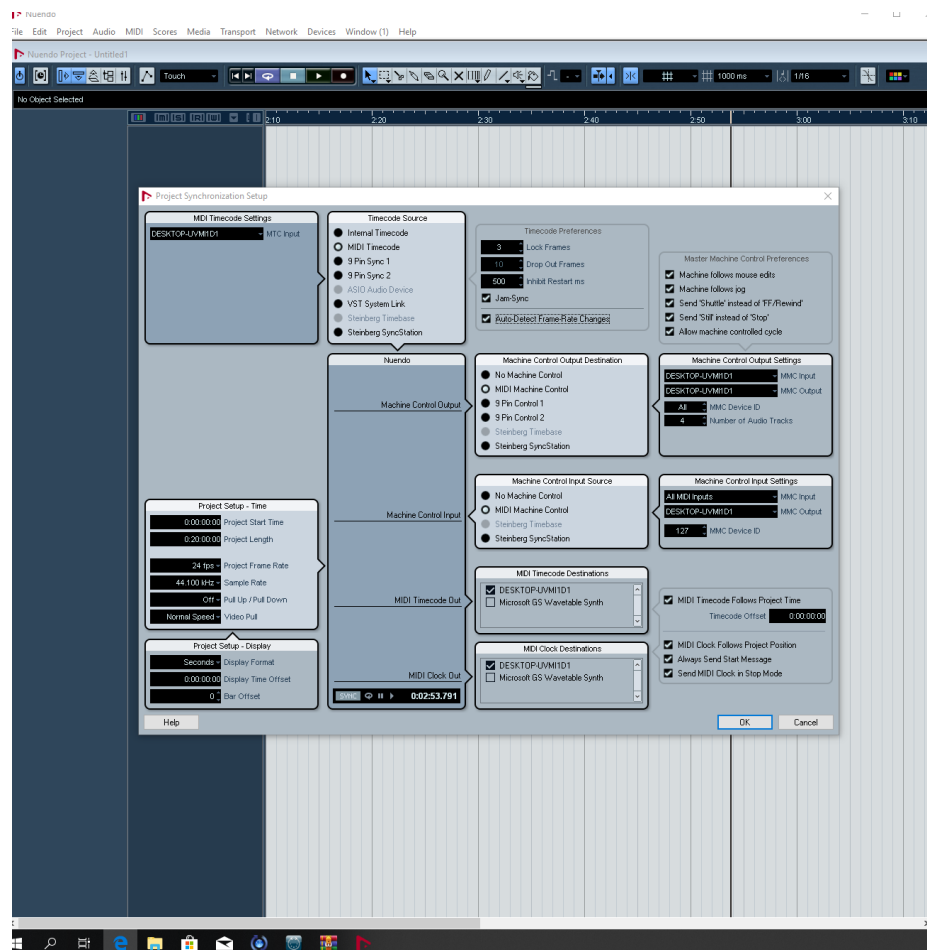 Nuendo
File Edit Project Audio MIDI Scores Media Transport Network Devices Window (1) Help
Nuendo Project - Untitled1
Touch
1000 ms
1/16
No Object Selected
2:10 2:20 2:30 2:40 2:50 3:00 3:10
Project Synchronization Setup
MIDI Timecode Settings
DESKTOP-UVMI1D1 MTC Input
Timecode Source
Internal Timecode
MIDI Timecode
9 Pin Sync 1
9 Pin Sync 2
ASIO Audio Device
VST System Link
Steinberg Timebase
Steinberg SyncStation
Timecode Preferences
3 Lock Frames
10 Drop Out Frames
500 Inhibit Restart ms
Jam-Sync
Auto-Detect Frame-Rate Changes
Master Machine Control Preferences
Machine follows mouse edits
Machine follows jog
Send 'Shuttle' instead of 'FF/Rewind'
Send 'Still' instead of 'Stop'
Allow machine controlled cycle
Nuendo
Machine Control Output
Machine Control Input
MIDI Timecode Out
MIDI Clock Out
SYNC 0:02:53.791
Machine Control Output Destination
No Machine Control
MIDI Machine Control
9 Pin Control 1
9 Pin Control 2
Steinberg Timebase
Steinberg SyncStation
Machine Control Output Settings
DESKTOP-UVMI1D1 MMC Input
DESKTOP-UVMI1D1 MMC Output
All MMC Device ID
4 Number of Audio Tracks
Machine Control Input Source
No Machine Control
MIDI Machine Control
Steinberg Timebase
Steinberg SyncStation
Machine Control Input Settings
All MIDI Inputs MMC Input
DESKTOP-UVMI1D1 MMC Output
127 MMC Device ID
Project Setup - Time
0:00:00:00 Project Start Time
0:20:00:00 Project Length
24 fps Project Frame Rate
44.100 kHz Sample Rate
Off Pull Up / Pull Down
Normal Speed Video Pull
Project Setup - Display
Seconds Display Format
0:00:00:00 Display Time Offset
0 Bar Offset
MIDI Timecode Destinations
DESKTOP-UVMI1D1
Microsoft GS Wavetable Synth
MIDI Clock Destinations
DESKTOP-UVMI1D1
Microsoft GS Wavetable Synth
MIDI Timecode Follows Project Time
Timecode Offset 0:00:00:00
MIDI Clock Follows Project Position
Always Send Start Message
Send MIDI Clock in Stop Mode
Help
OK
Cancel